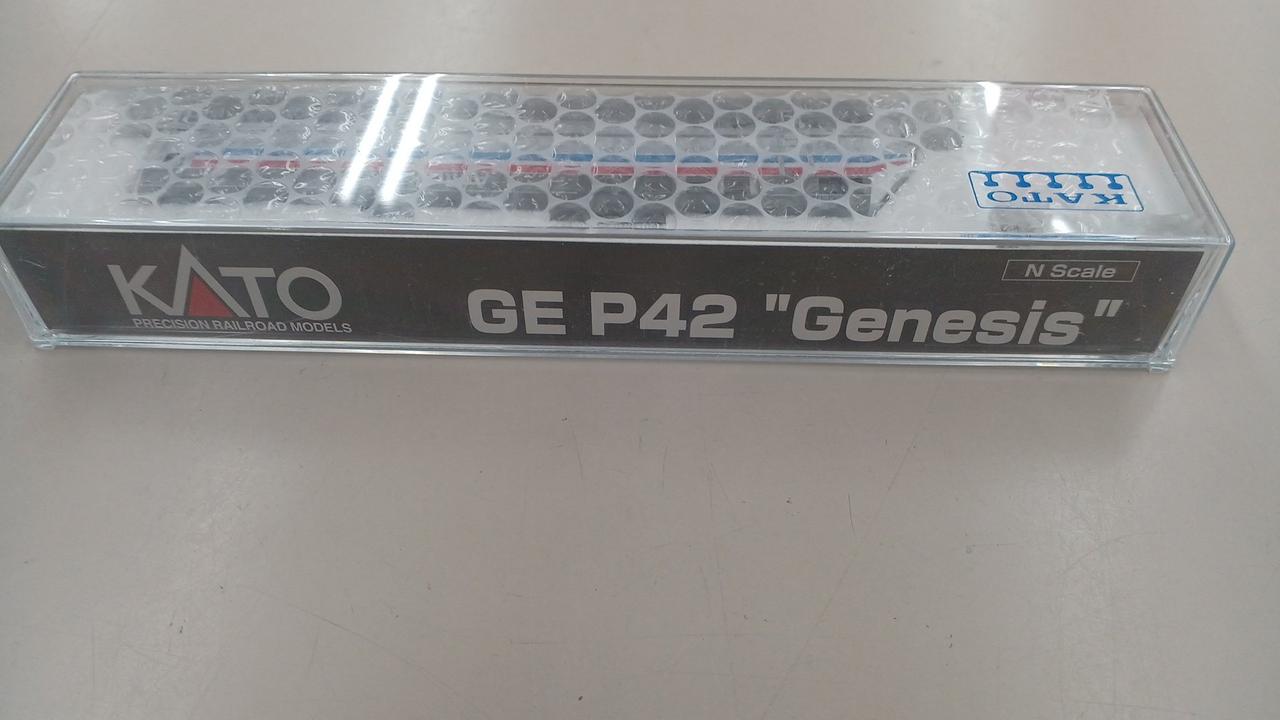 KATO
KATO
PRECISION RAILROAD MODELS
N Scale
GE P42 "Genesis"